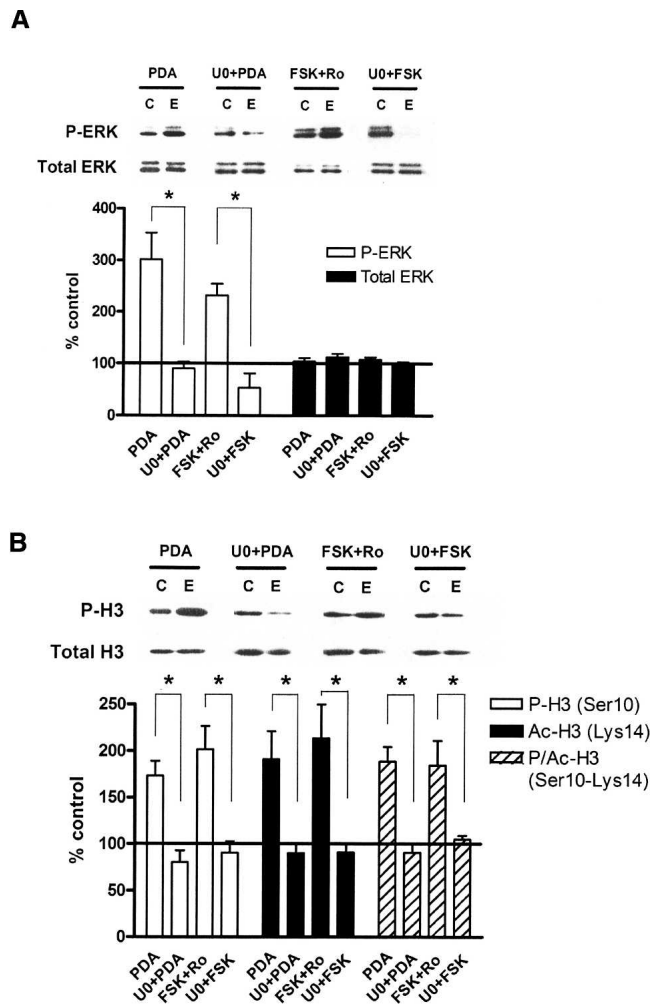 A
PDA U0+PDA FSK+Ro U0+FSK
C E C E C E C E
P-ERK
Total ERK
* *
400
300
200
100
0
% control
P-ERK
Total ERK
PDA U0+PDA FSK+Ro U0+FSK PDA U0+PDA FSK+Ro U0+FSK
B
PDA U0+PDA FSK+Ro U0+FSK
C E C E C E C E
P-H3
Total H3
* * * * * *
250
200
150
100
50
0
% control
P-H3 (Ser10)
Ac-H3 (Lys14)
P/Ac-H3
(Ser10-Lys14)
PDA U0+PDA FSK+Ro U0+FSK PDA U0+PDA FSK+Ro U0+FSK PDA U0+PDA FSK+Ro U0+FSK